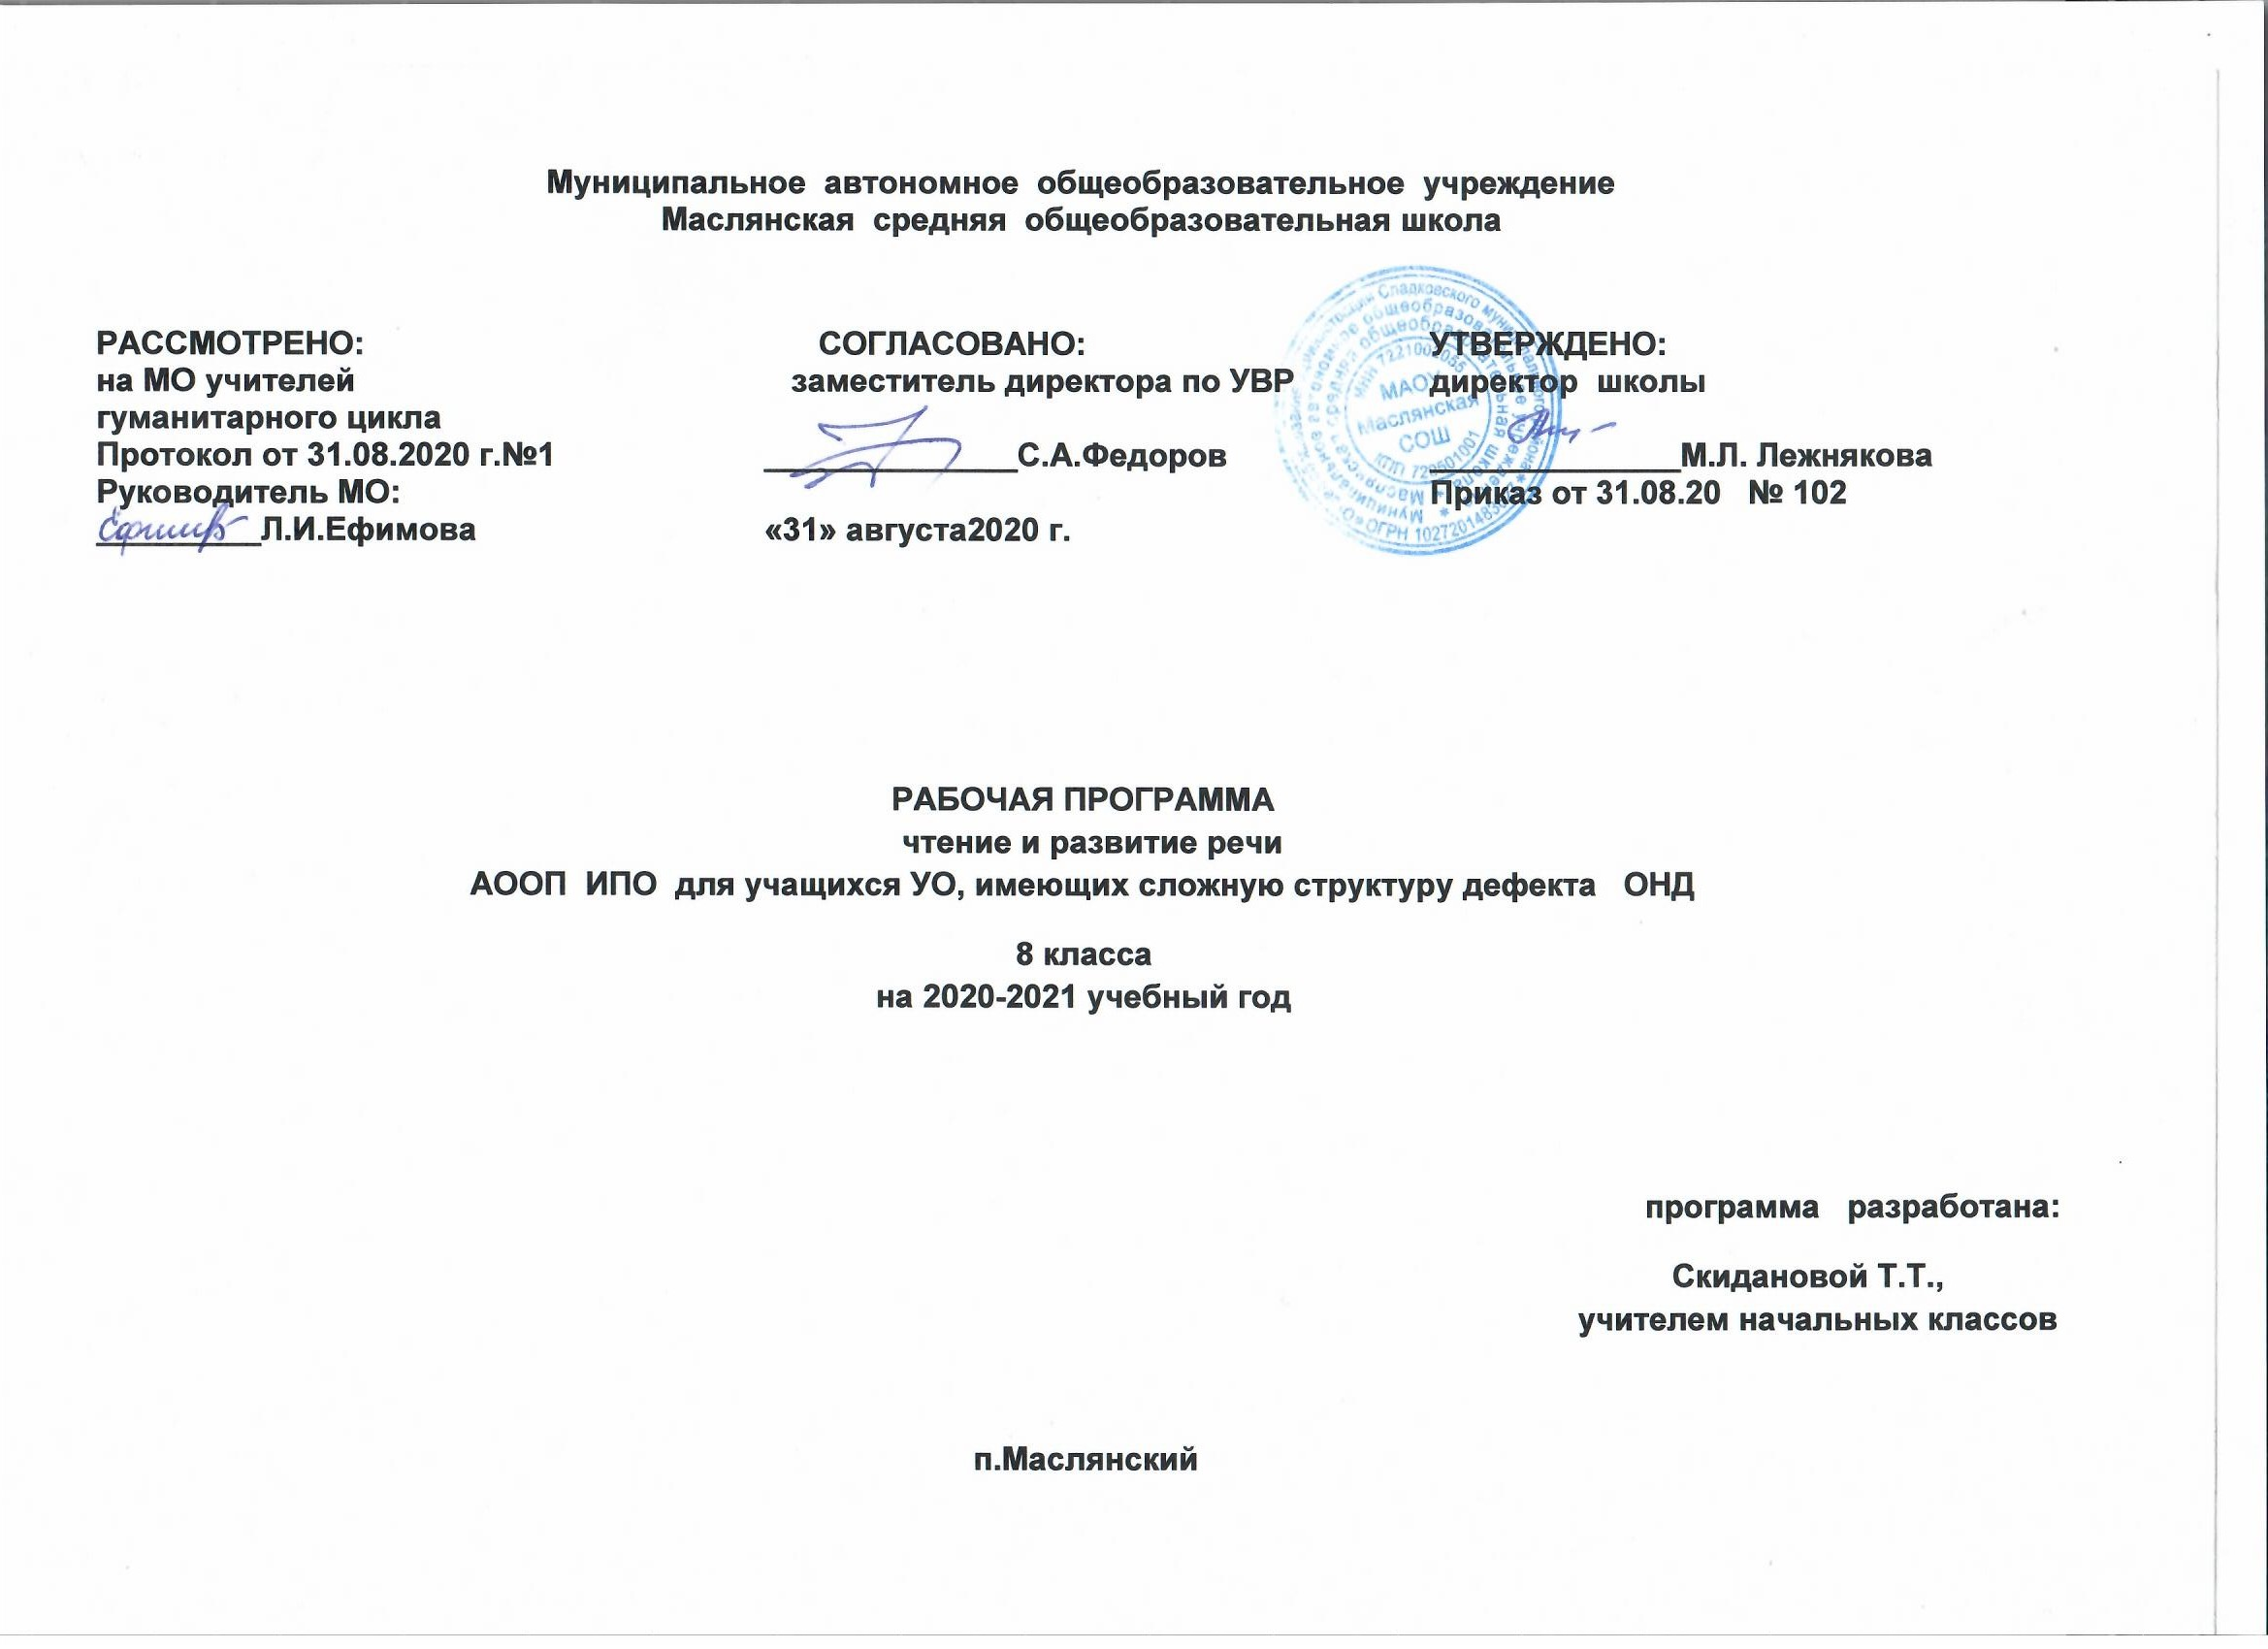 Муниципальное автономное общеобразовательное учреждение
Маслянская средняя общеобразовательная школа
РАССМОТРЕНО:
на МО учителей
гуманитарного цикла
Протокол от 31.08.2020 г.№1
Руководитель МО:
Л.И.Ефимова
СОГЛАСОВАНО:
заместитель директора по УВР
С.А.Федоров
«31» августа2020 г.
УТВЕРЖДЕНО:
директор школы
М.Л. Лежнякова
Приказ от 31.08.20 № 102
МАОУ
Маслянская
СОШ
РАБОЧАЯ ПРОГРАММА
чтение и развитие речи
АООП ИПО для учащихся УО, имеющих сложную структуру дефекта ОНД
8 класса
на 2020-2021 учебный год
программа разработана:
Скидановой Т.Т.,
учителем начальных классов
п.Маслянский